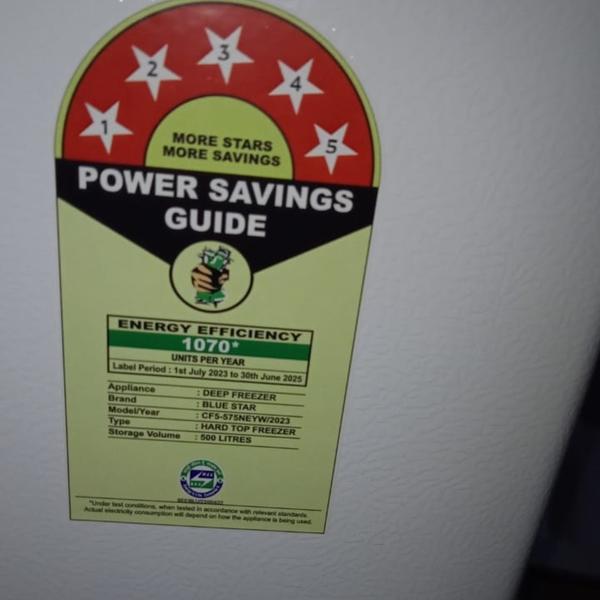 1 2 3 4 5
MORE STARS
MORE SAVINGS
POWER SAVINGS
GUIDE
ENERGY EFFICIENCY
1070*
UNITS PER YEAR
Label Period : 1st July 2023 to 30th June 2025
Appliance : DEEP FREEZER
Brand : BLUE STAR
Model/Year : CF5-575NEYW/2023
Type : HARD TOP FREEZER
Storage Volume : 500 LITRES
*Under test conditions, when tested in accordance with relevant standards.
Actual electricity consumption will depend on how the appliance is being used.